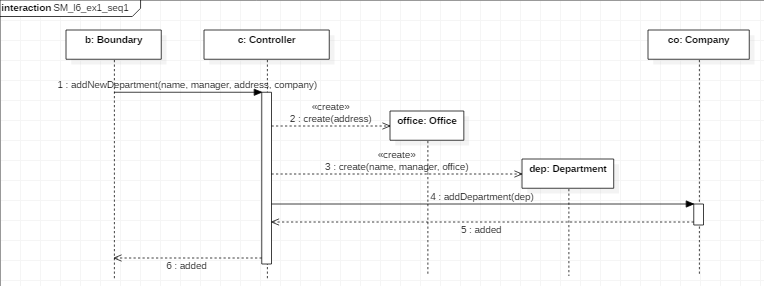 interaction SM_l6_ex1_seq1
b: Boundary
c: Controller
co: Company
1 : addNewDepartment(name, manager, address, company)
«create»
2 : create(address)
office: Office
«create»
3 : create(name, manager, office)
dep: Department
4 : addDepartment(dep)
5 : added
6 : added